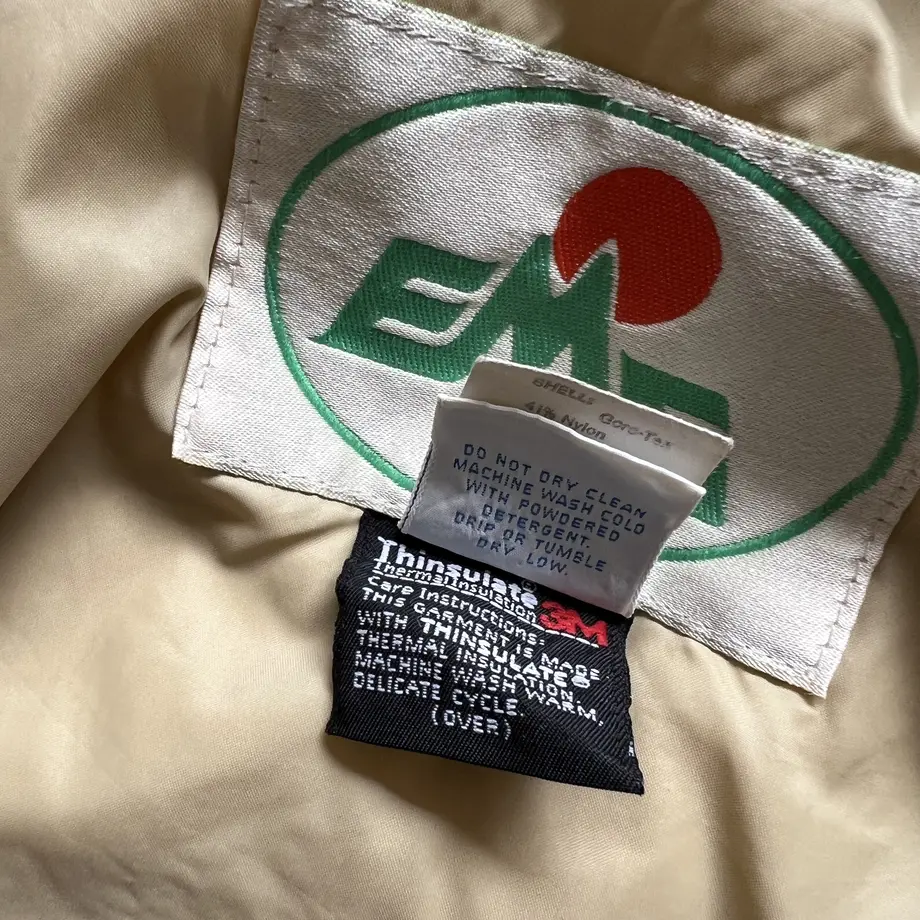 EM
SHELL: Gore-Tex
41% Nylon
DO NOT DRY CLEAN
MACHINE WASH COLD
WITH POWDERED
DETERGENT.
DRIP OR TUMBLE
DRY LOW.
Thinsulate®
Thermal Insulation
3M
Care Instructions:
THIS GARMENT IS MADE
WITH THINSULATE®
THERMAL INSULATION
MACHINE WASH WARM,
DELICATE CYCLE.
(OVER)